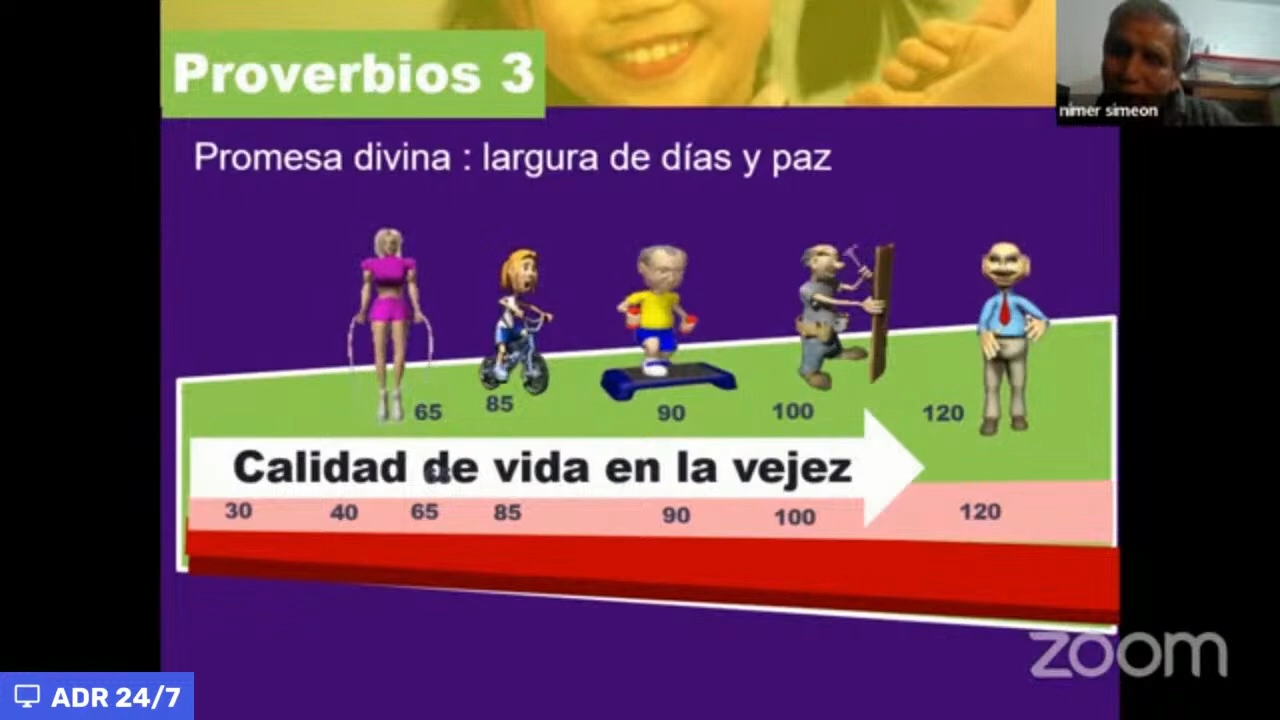 Proverbios 3
nimer simeon
Promesa divina : largura de días y paz
65 85 90 100 120
Calidad de vida en la vejez
30 40 65 85 90 100 120
zoom
ADR 24/7